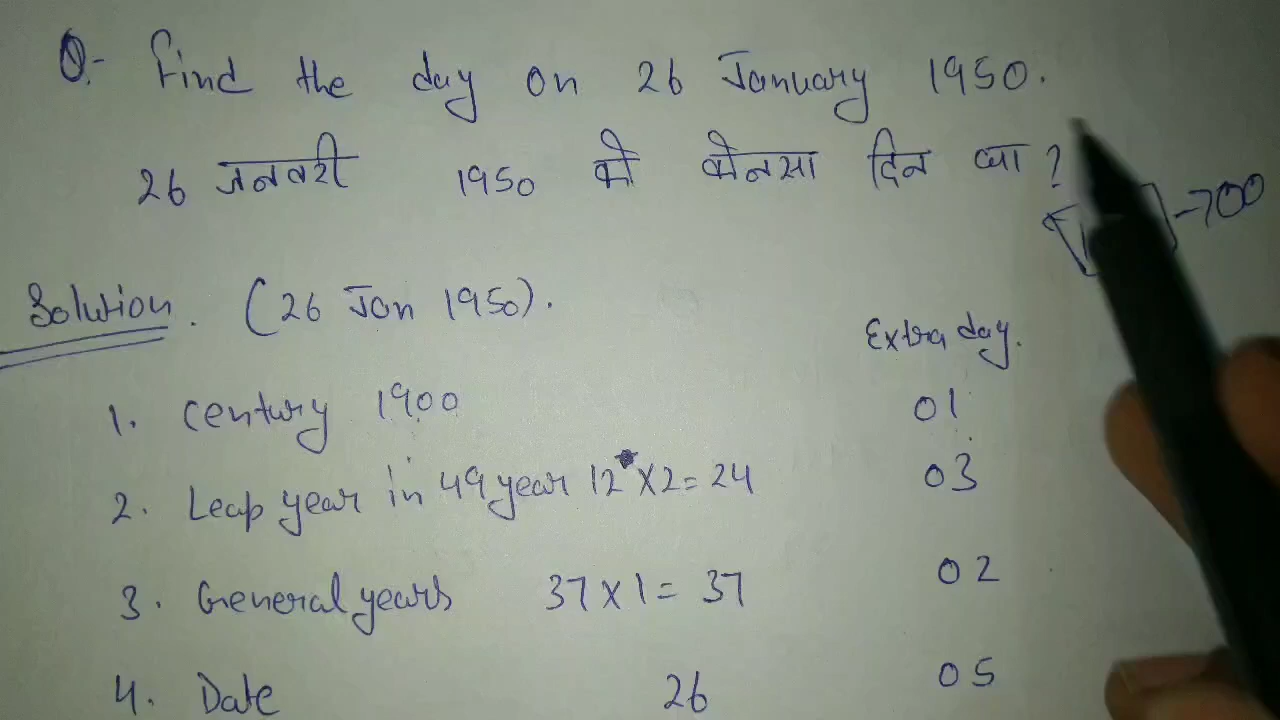 Q.- Find the day on 26 January 1950.
26 जनवरी 1950 को कौनसा दिन था ?
-700
Solution. (26 Jan 1950).
Extra day.
1. Century 1900 01
2. Leap year in 49 year 12 x2= 24 03
3. General years 37x1= 37 02
4. Date 26 05